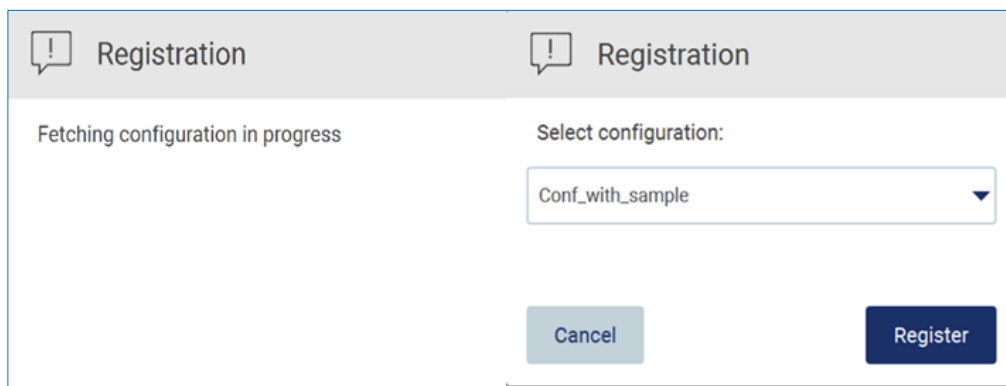 Registration
Fetching configuration in progress
Registration
Select configuration:
Conf_with_sample
Cancel
Register